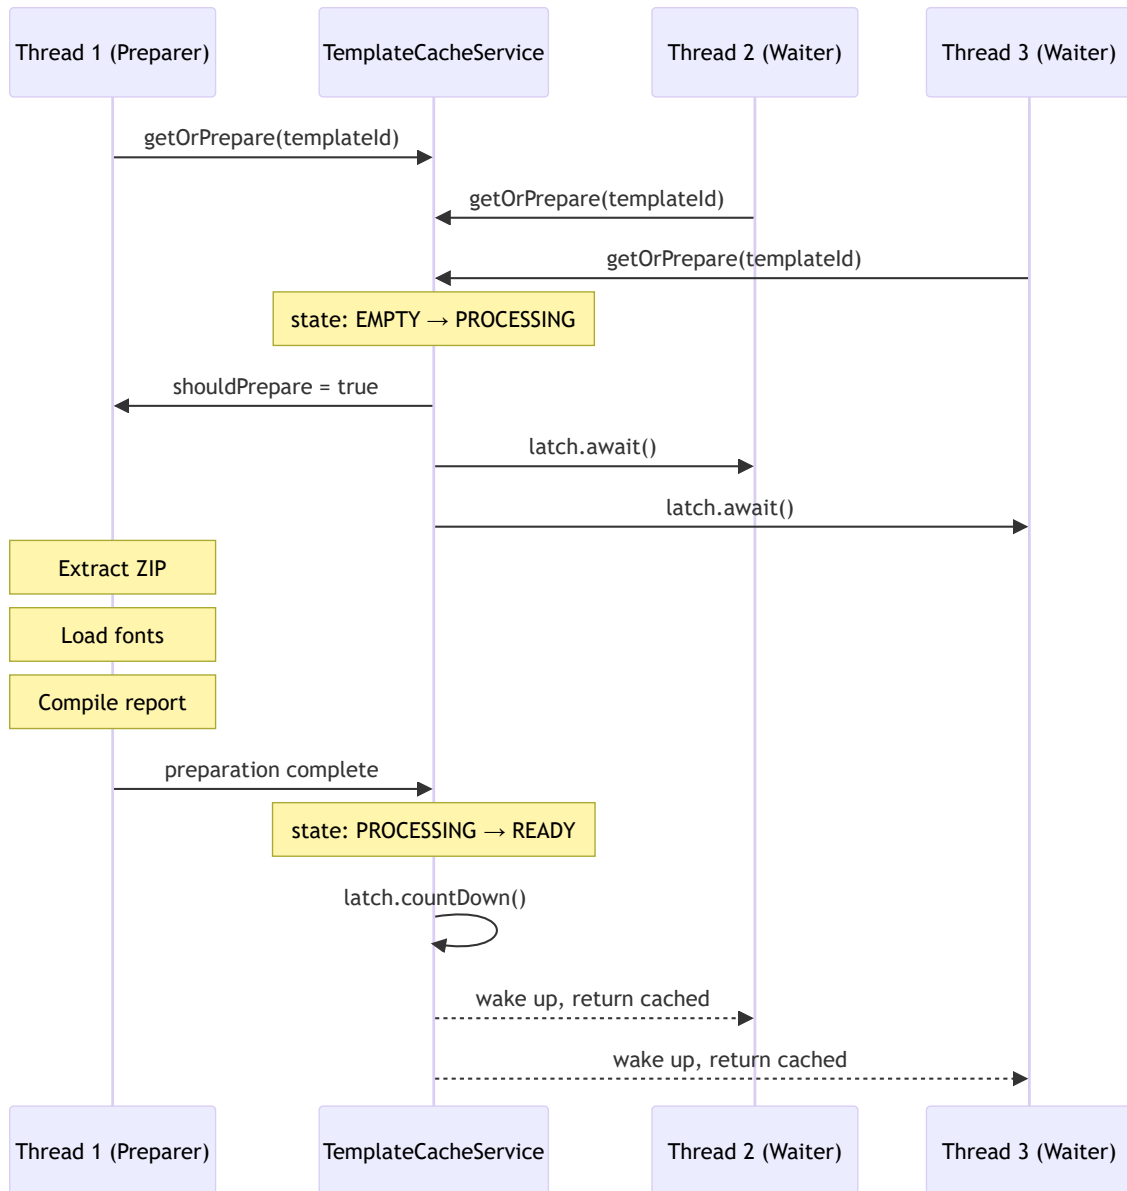 Thread 1 (Preparer)
TemplateCacheService
Thread 2 (Waiter)
Thread 3 (Waiter)
getOrPrepare(templateId)
getOrPrepare(templateId)
getOrPrepare(templateId)
state: EMPTY → PROCESSING
shouldPrepare = true
latch.await()
latch.await()
Extract ZIP
Load fonts
Compile report
preparation complete
state: PROCESSING → READY
latch.countDown()
wake up, return cached
wake up, return cached
Thread 1 (Preparer)
TemplateCacheService
Thread 2 (Waiter)
Thread 3 (Waiter)